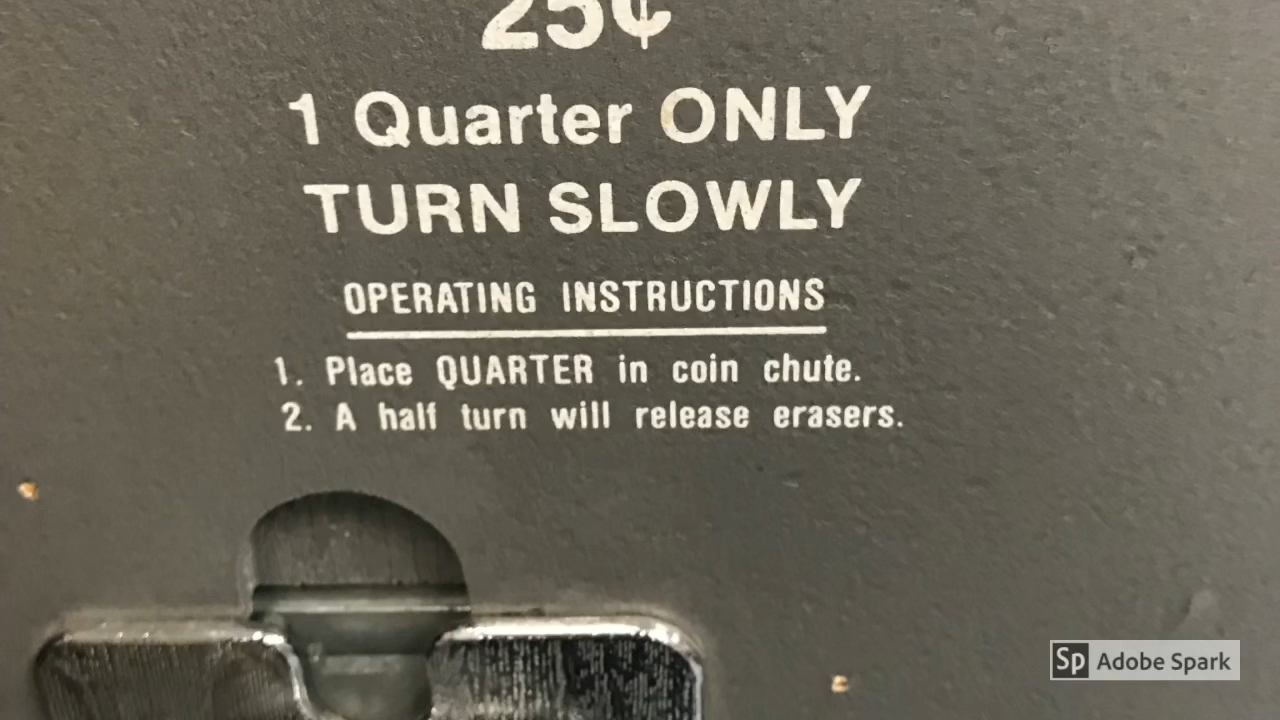 25¢
1 Quarter ONLY
TURN SLOWLY
OPERATING INSTRUCTIONS
1. Place QUARTER in coin chute.
2. A half turn will release erasers.
Sp Adobe Spark